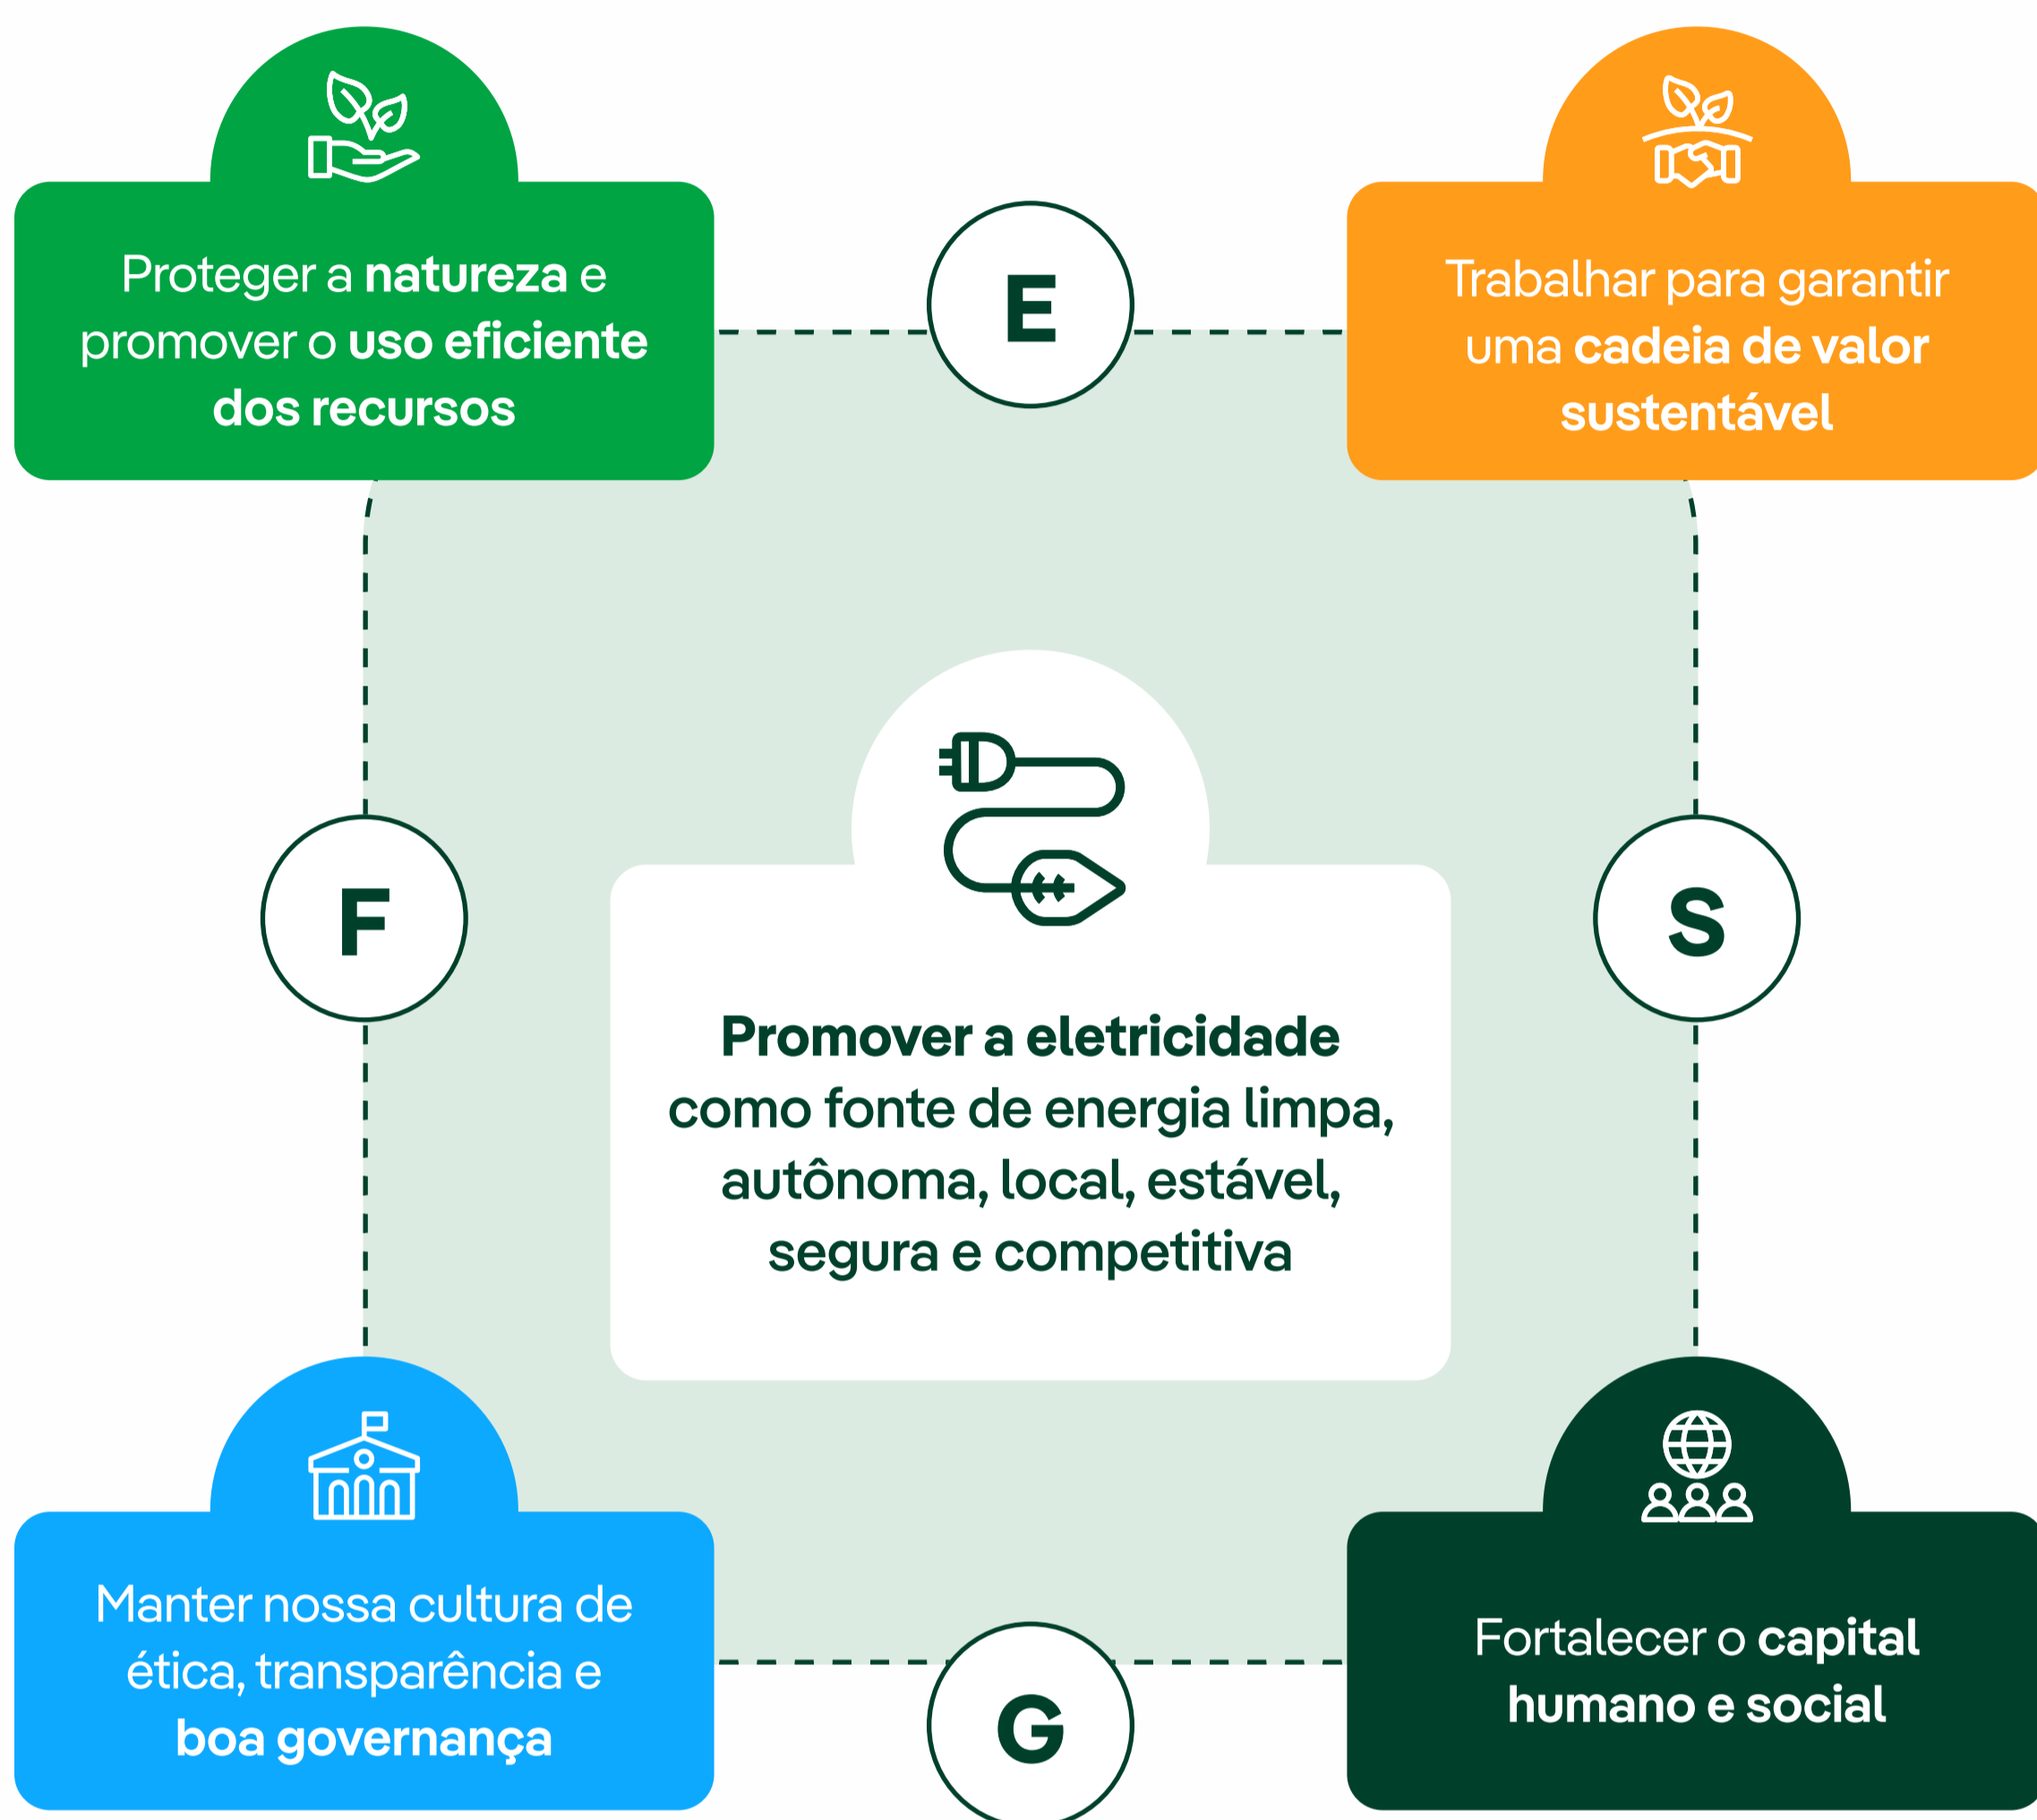 Proteger a natureza e
promover o uso eficiente
dos recursos
E
Trabalhar para garantir
uma cadeia de valor
sustentável
F
Promover a eletricidade
como fonte de energia limpa,
autônoma, local, estável,
segura e competitiva
S
Manter nossa cultura de
ética, transparência e
boa governança
G
Fortalecer o capital
humano e social